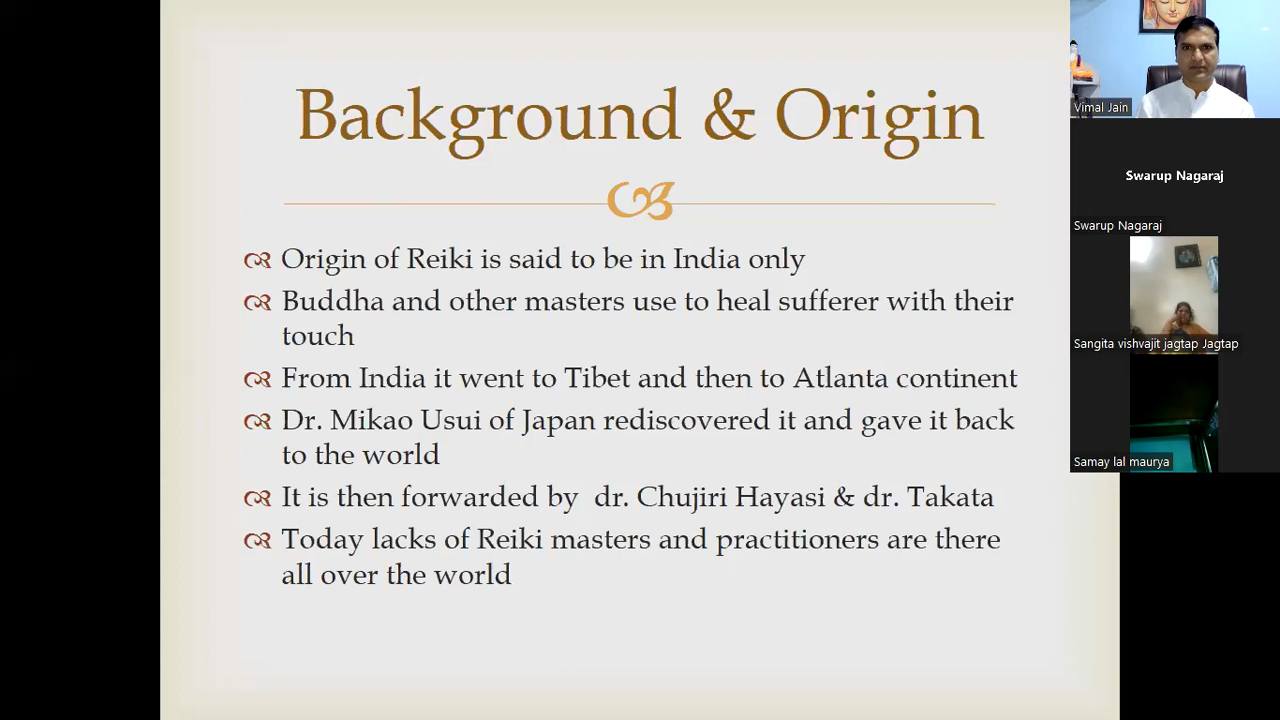 Background & Origin
Origin of Reiki is said to be in India only
Buddha and other masters use to heal sufferer with their
touch
From India it went to Tibet and then to Atlanta continent
Dr. Mikao Usui of Japan rediscovered it and gave it back
to the world
It is then forwarded by  dr. Chujiri Hayasi & dr. Takata
Today lacks of Reiki masters and practitioners are there
all over the world
Vimal Jain
Swarup Nagaraj
Swarup Nagaraj
Sangita vishvajit jagtap Jagtap
Samay lal maurya